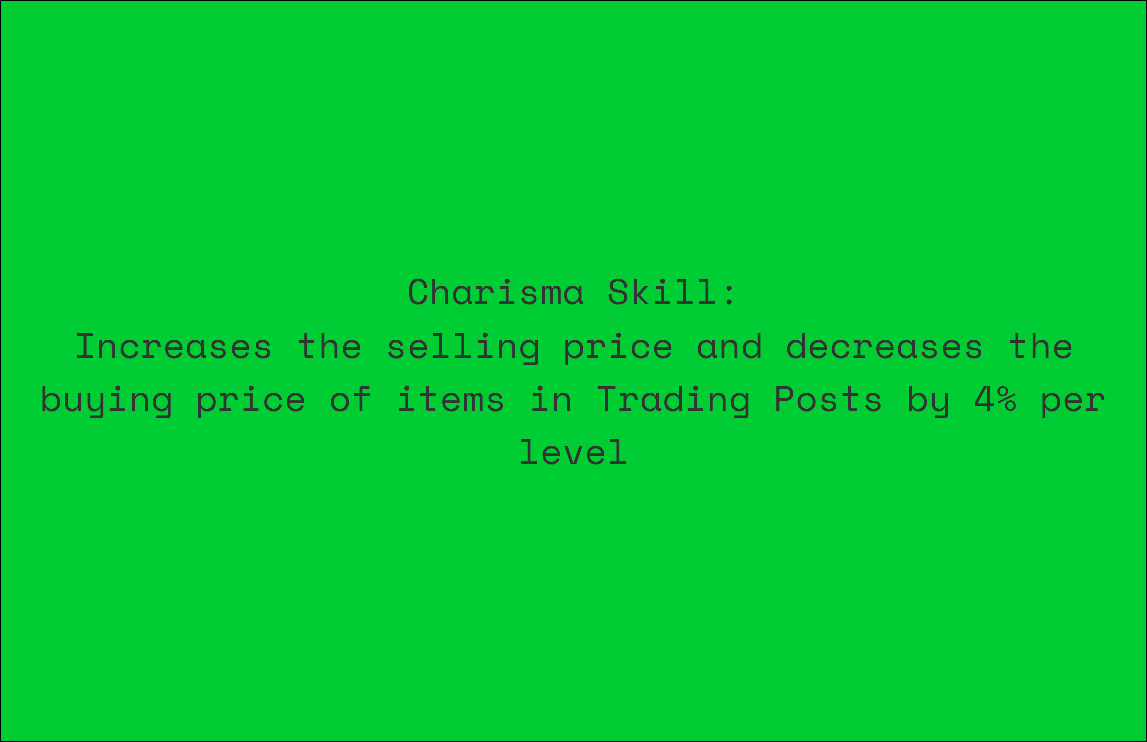 Charisma Skill:
Increases the selling price and decreases the
buying price of items in Trading Posts by 4% per
level